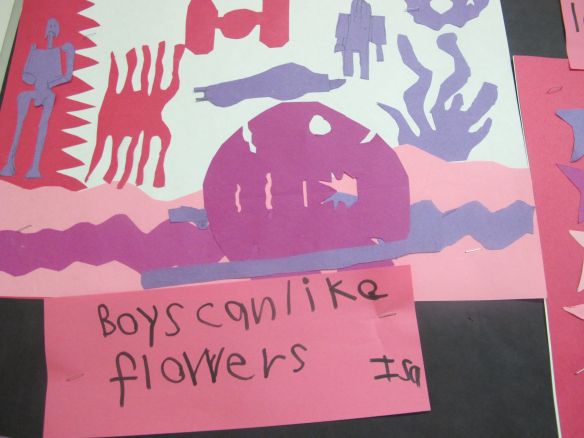 Boys can like
flowers
Isa